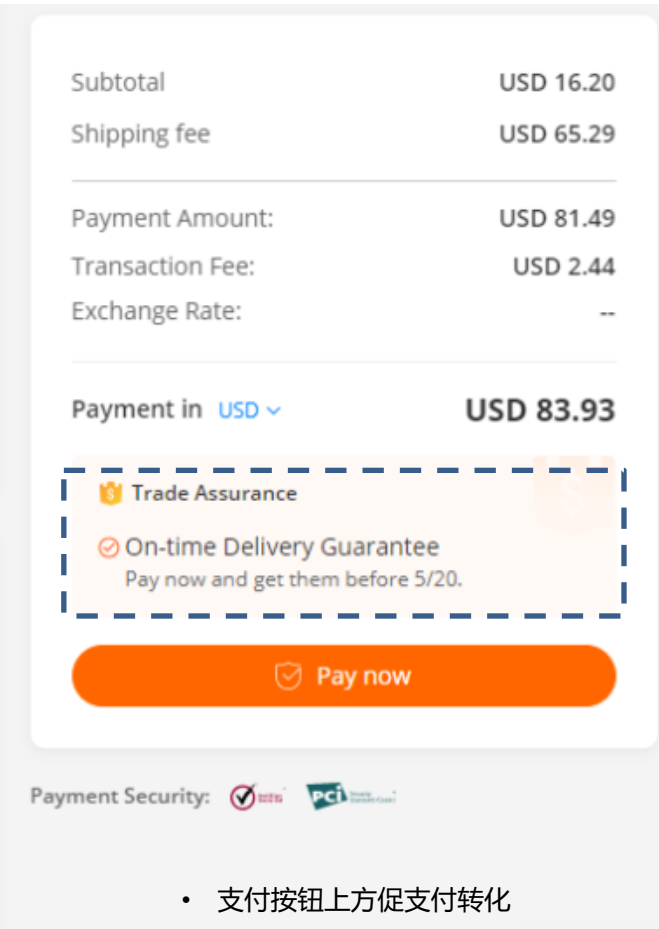 Subtotal USD 16.20
Shipping fee USD 65.29
Payment Amount: USD 81.49
Transaction Fee: USD 2.44
Exchange Rate: --
Payment in USD USD 83.93
Trade Assurance
On-time Delivery Guarantee
Pay now and get them before 5/20.
Pay now
Payment Security: PCI
• 支付按钮上方促支付转化